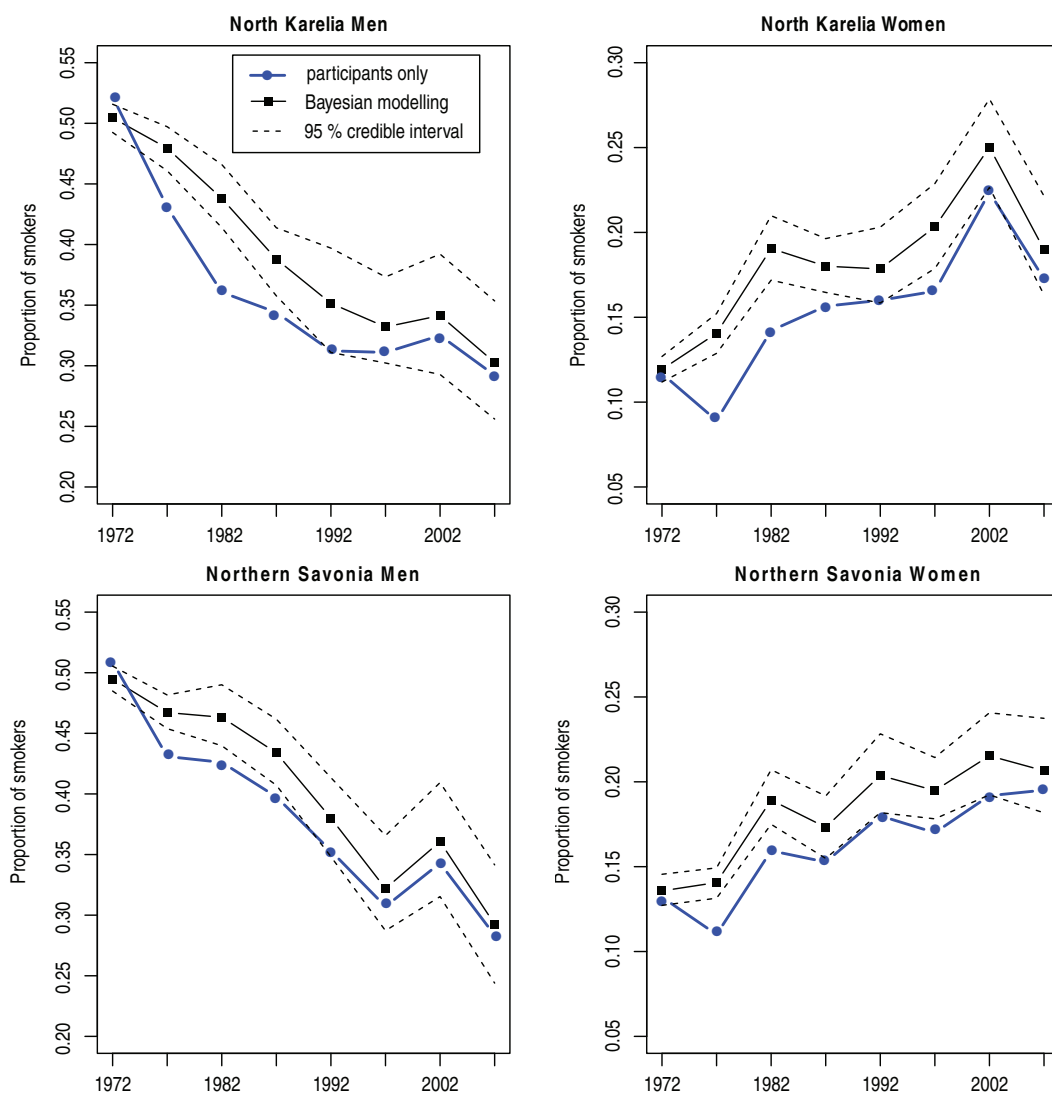 North Karelia Men
Proportion of smokers
0.55
0.50
0.45
0.40
0.35
0.30
0.25
0.20
participants only
Bayesian modelling
95 % credible interval
1972 1982 1992 2002
North Karelia Women
Proportion of smokers
0.30
0.25
0.20
0.15
0.10
0.05
1972 1982 1992 2002
Northern Savonia Men
Proportion of smokers
0.55
0.50
0.45
0.40
0.35
0.30
0.25
0.20
1972 1982 1992 2002
Northern Savonia Women
Proportion of smokers
0.30
0.25
0.20
0.15
0.10
0.05
1972 1982 1992 2002